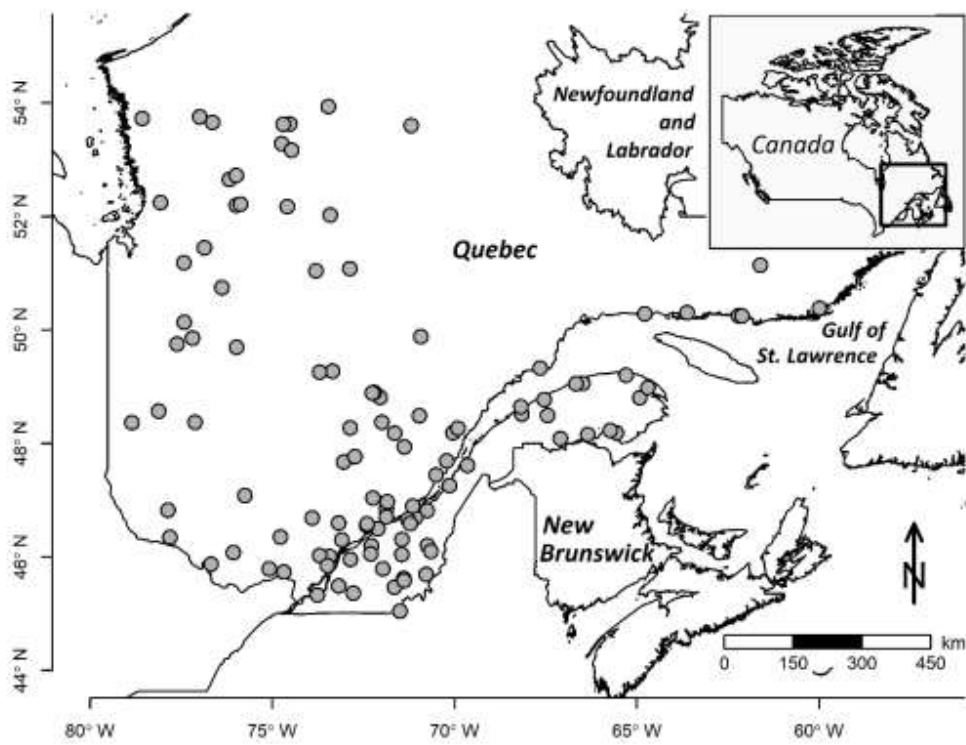 Newfoundland
and
Labrador
Canada
Quebec
Gulf of
St. Lawrence
New
Brunswick
N
km
0 150 300 450
54° N
52° N
50° N
48° N
46° N
44° N
80° W 75° W 70° W 65° W 60° W